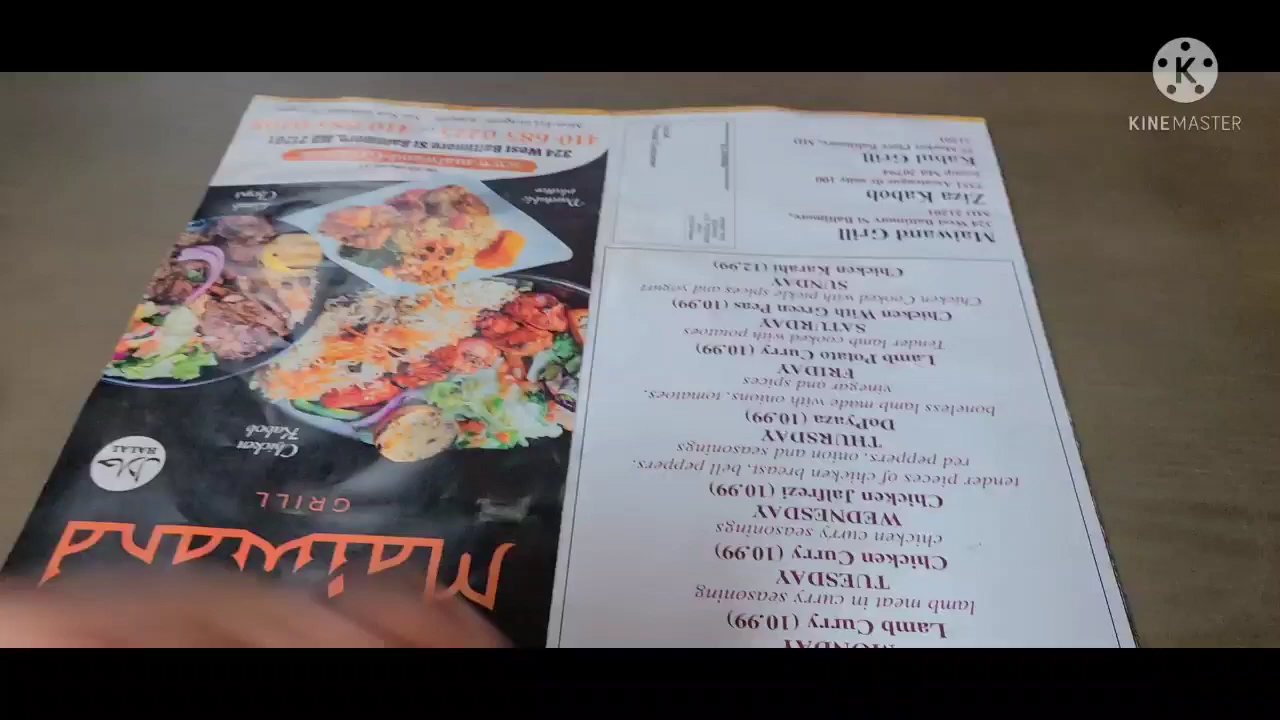 KINEMASTER
Maiwand
GRILL
HALAL
Chicken
Kabob
324 West Baltimore St Baltimore, MD 21201
MONDAY
Lamb Curry (10.99)
lamb meat in curry seasoning
TUESDAY
Chicken Curry (10.99)
chicken curry seasonings
WEDNESDAY
Chicken Jalfrezi (10.99)
tender pieces of chicken breast, bell peppers,
red peppers, onion and seasonings
THURSDAY
DoPyaza (10.99)
boneless lamb made with onions, tomatoes,
vinegar and spices
FRIDAY
Lamb Potato Curry (10.99)
Tender lamb cooked with potatoes
SATURDAY
Chicken With Green Peas (10.99)
Chicken Cooked with pickle spices and yogurt
SUNDAY
Chicken Karahi (12.99)
Maiwand Grill
324 West Baltimore St Baltimore,
MD 21201
Ziza Kabob
Kabul Grill